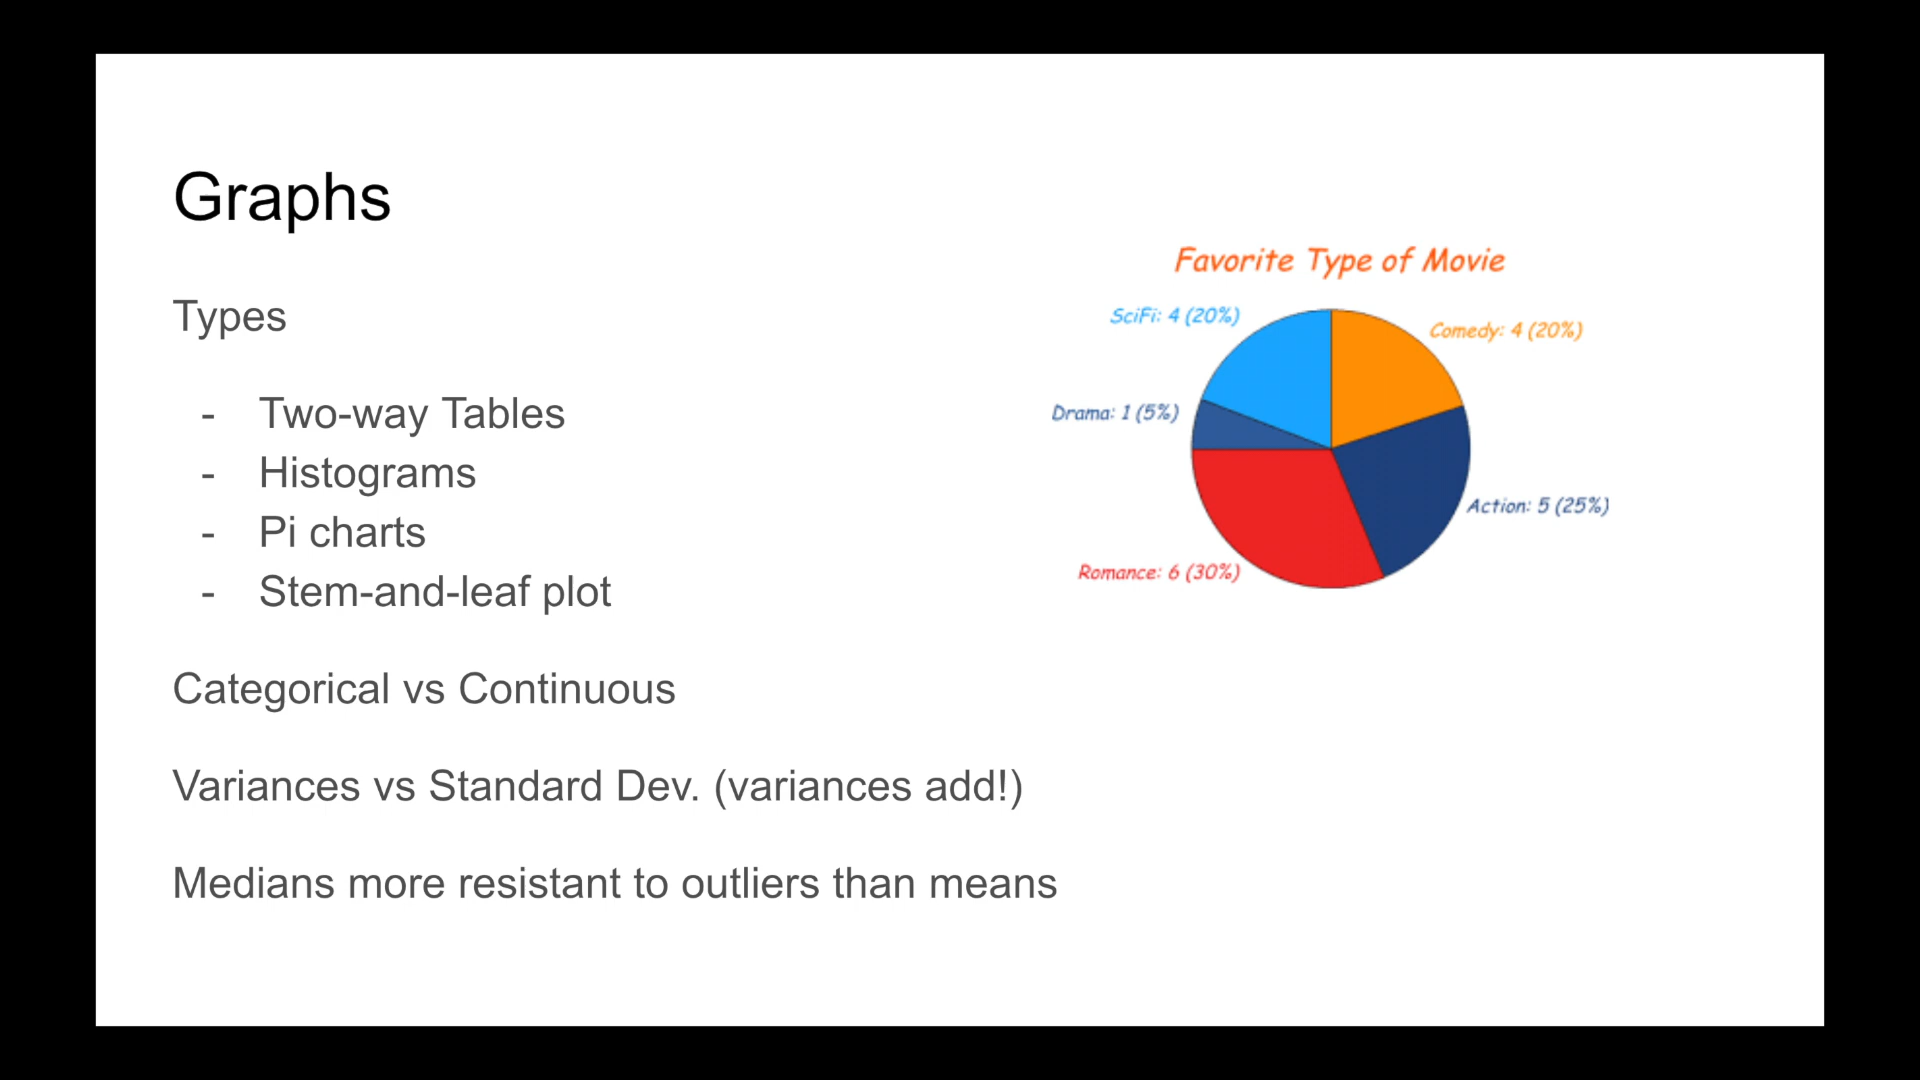 Graphs
Types
- Two-way Tables
- Histograms
- Pi charts
- Stem-and-leaf plot
Categorical vs Continuous
Variances vs Standard Dev. (variances add!)
Medians more resistant to outliers than means
Favorite Type of Movie
SciFi: 4 (20%)
Comedy: 4 (20%)
Drama: 1 (5%)
Action: 5 (25%)
Romance: 6 (30%)